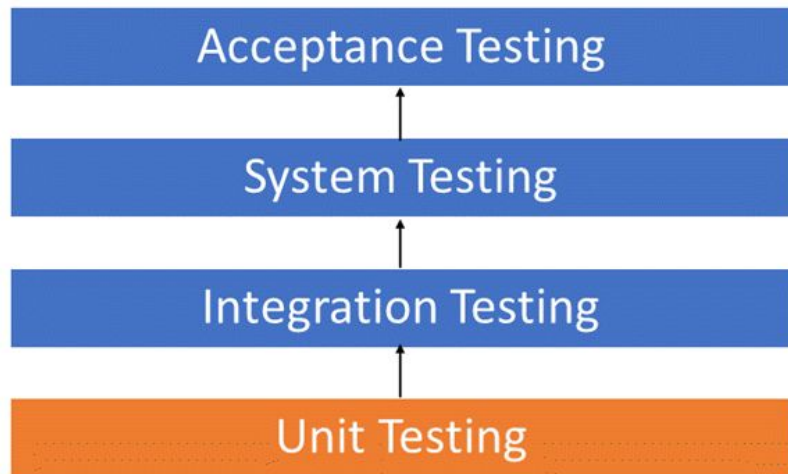 Acceptance Testing
System Testing
Integration Testing
Unit Testing